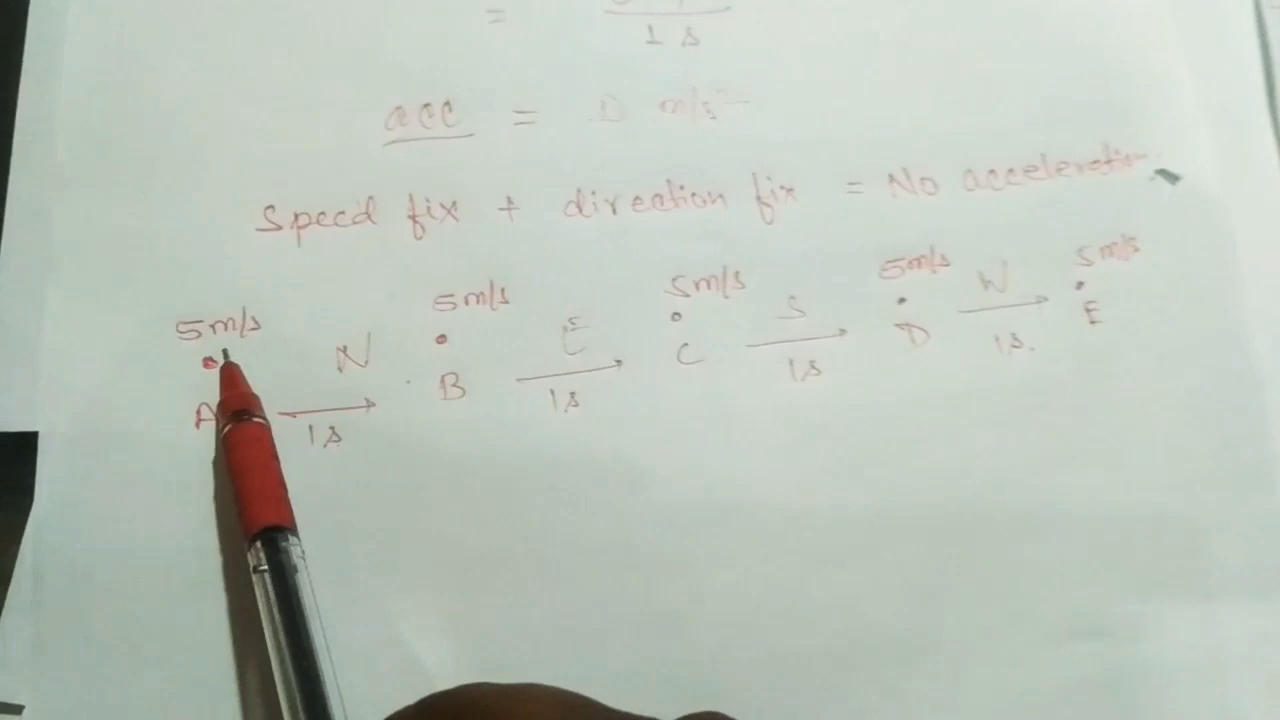 =
1 s
acc = 0 m/s²
Speed fix + direction fix = No acceleration
5m/s 5m/s 5m/s 5m/s 5m/s
N E S W
A B C D E
1s 1s 1s 1s.